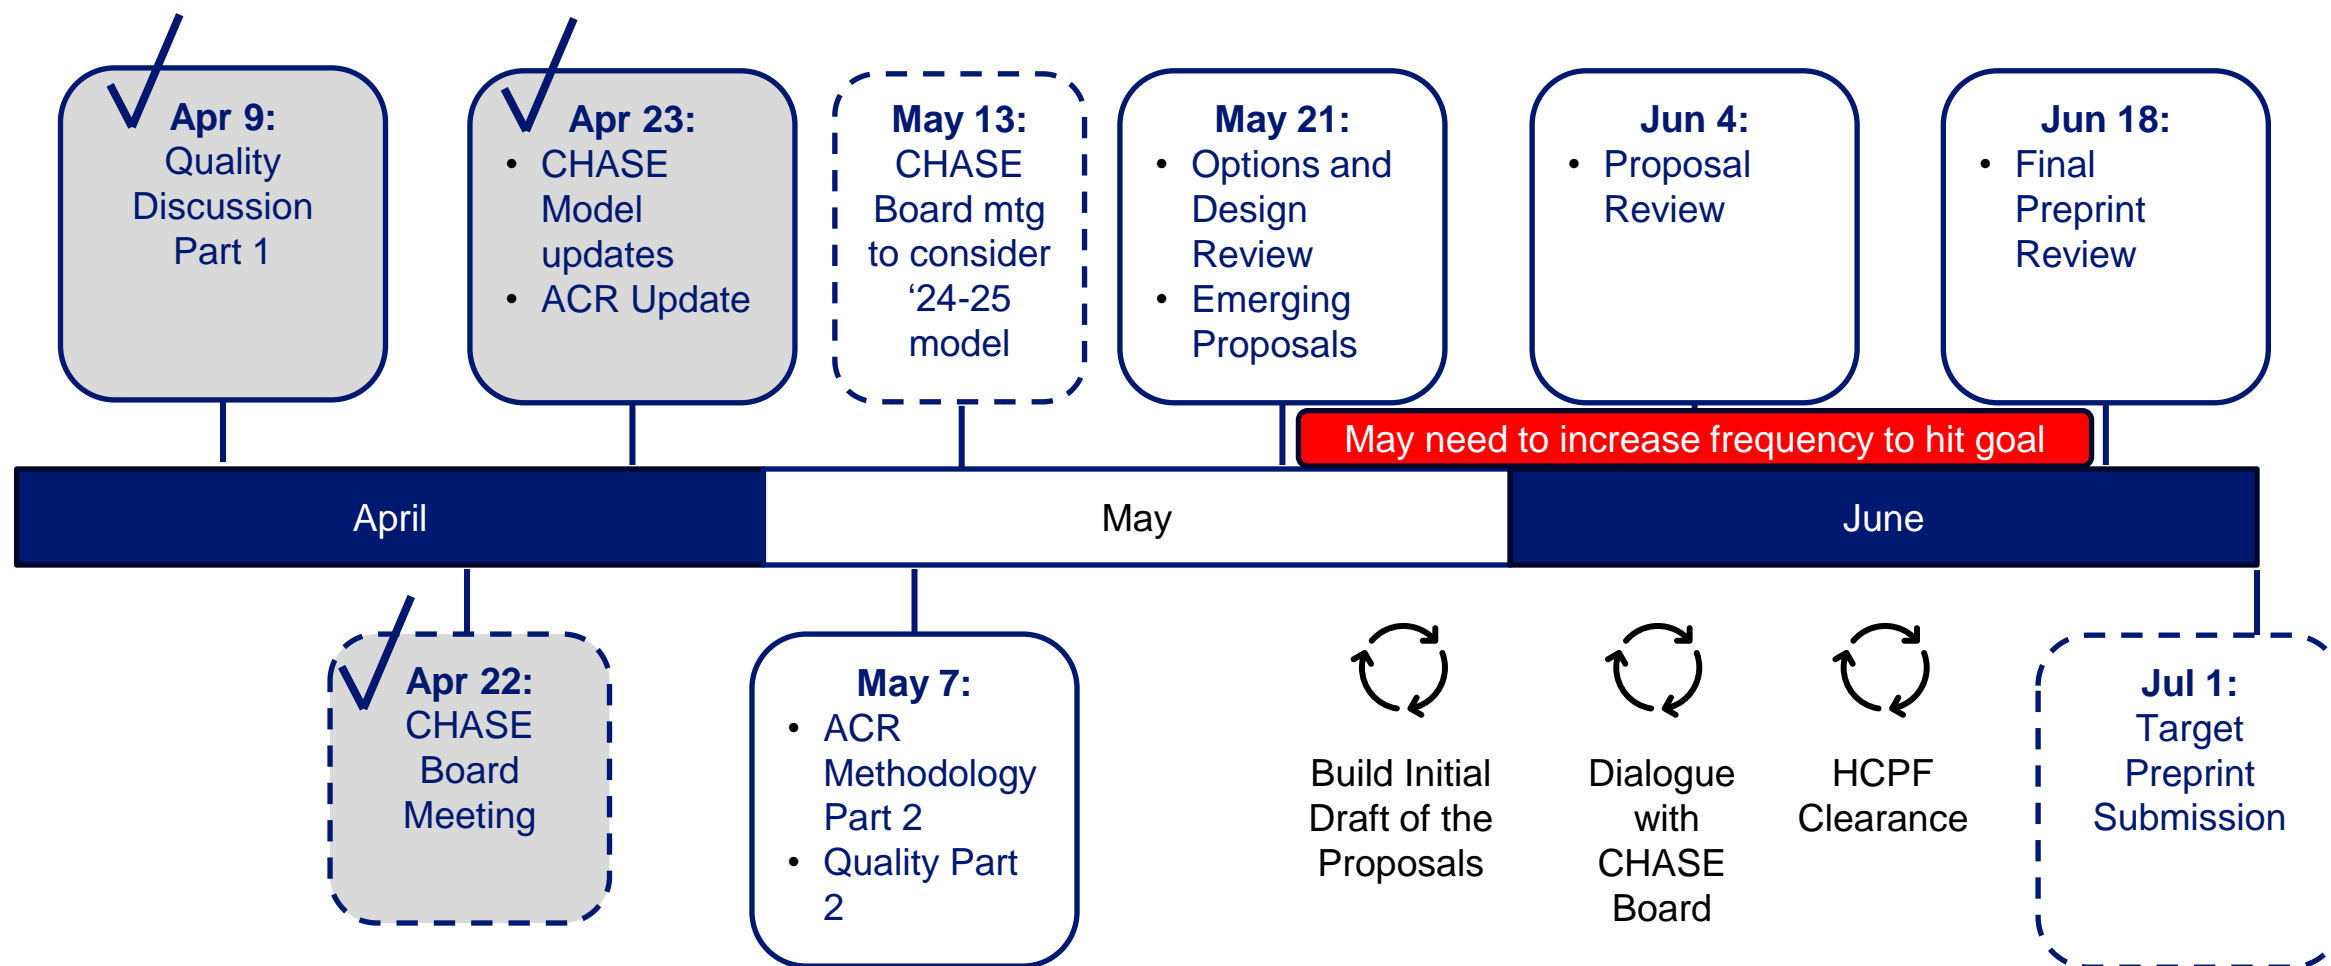 Apr 9:
Quality
Discussion
Part 1
Apr 23:
• CHASE
Model
updates
• ACR Update
May 13:
CHASE
Board mtg
to consider
‘24-25
model
May 21:
• Options and
Design
Review
• Emerging
Proposals
Jun 4:
• Proposal
Review
Jun 18:
• Final
Preprint
Review
May need to increase frequency to hit goal
April
May
June
Apr 22:
CHASE
Board
Meeting
May 7:
• ACR
Methodology
Part 2
• Quality Part
2
Build Initial
Draft of the
Proposals
Dialogue
with
CHASE
Board
HCPF
Clearance
Jul 1:
Target
Preprint
Submission